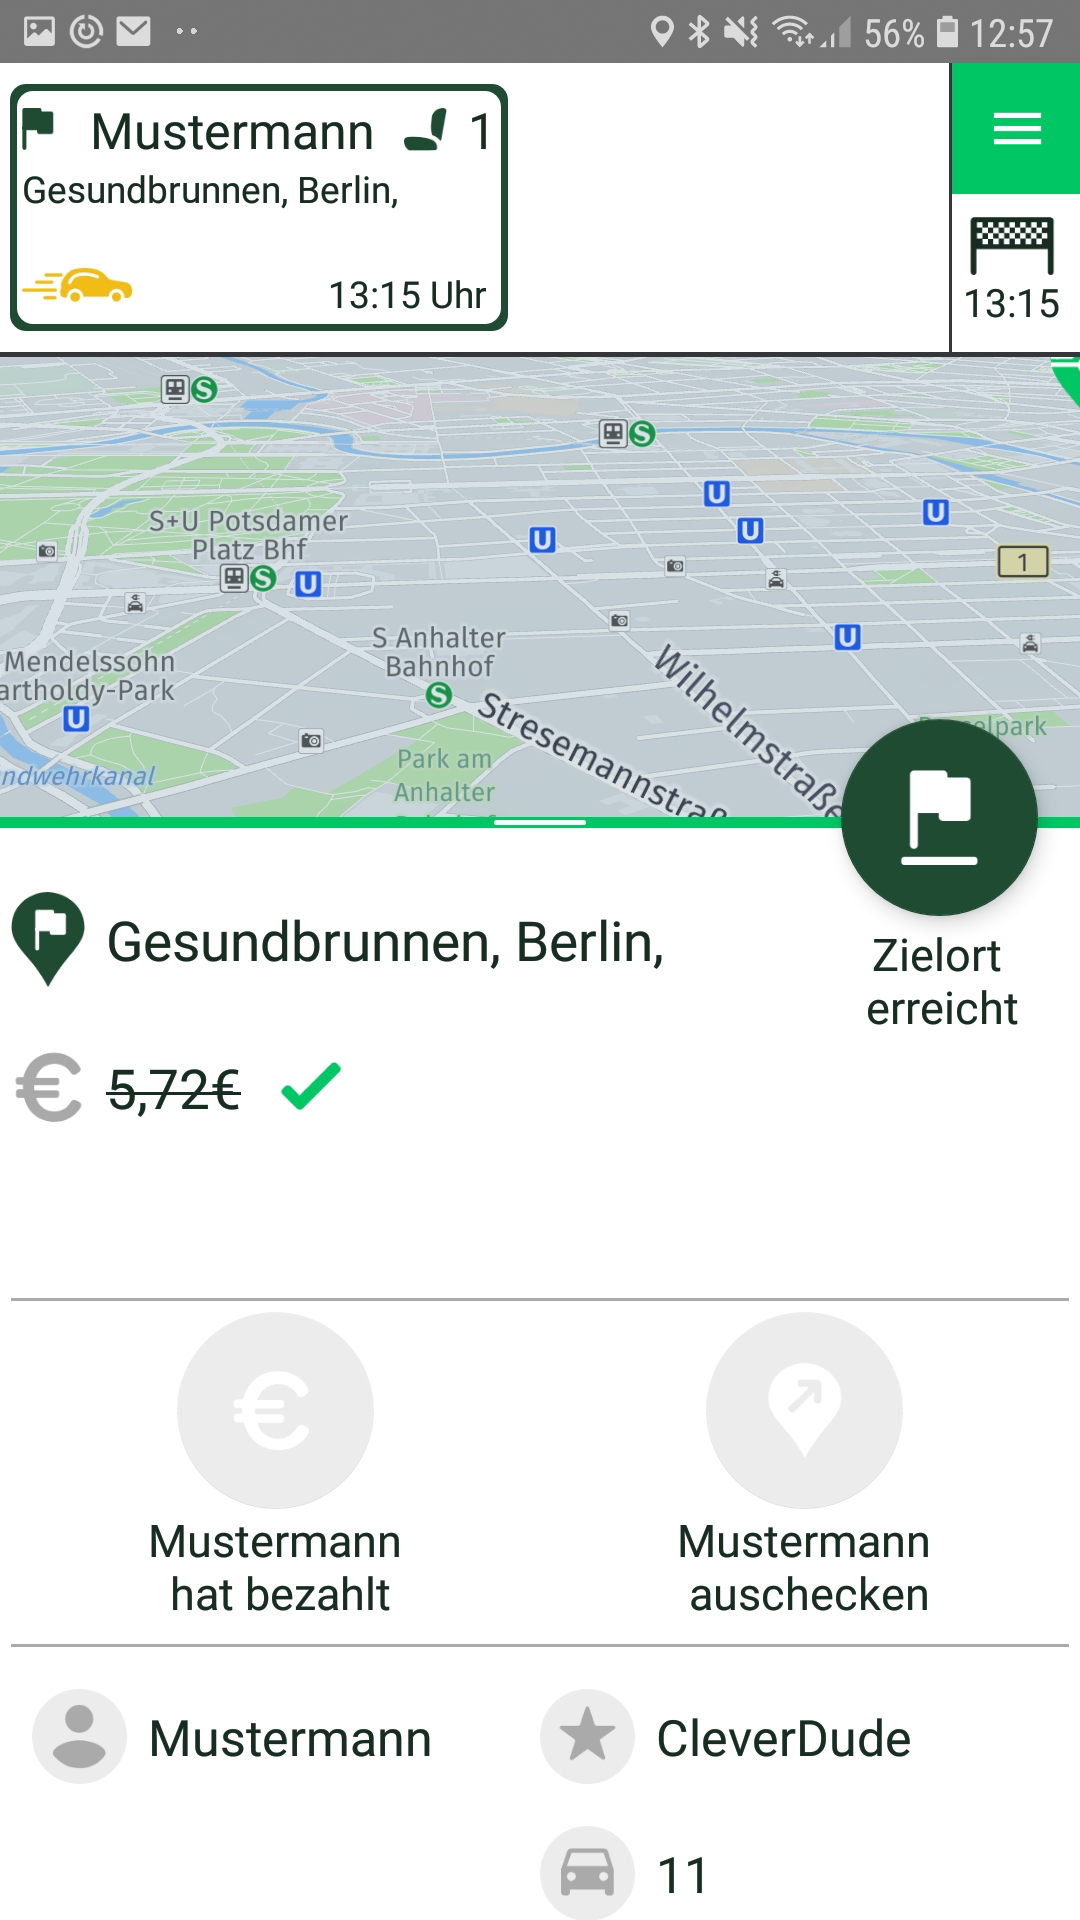 56% 12:57
Mustermann 1
Gesundbrunnen, Berlin,
13:15 Uhr
13:15
S
S
U
U
U
U
S+U Potsdamer
Platz Bhf
S
U
1
S Anhalter
Bahnhof
S
U
Mendelssohn
artholdy-Park
U
Wilhelmstraße
Stresemannstraß
ndwehrkanal
Park am
Anhalter
elpark
Gesundbrunnen, Berlin,
Zielort
erreicht
€ 5,72€
€
Mustermann
hat bezahlt
Mustermann
auschecken
Mustermann
CleverDude
11